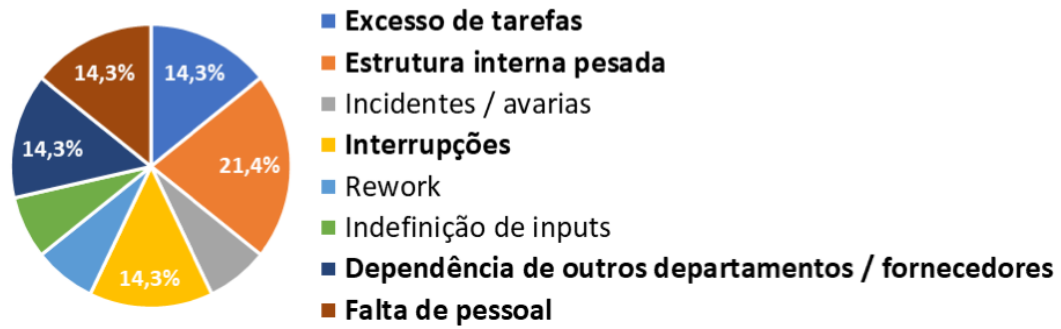 14,3%
14,3%
21,4%
14,3%
14,3%
Excesso de tarefas
Estrutura interna pesada
Incidentes / avarias
Interrupções
Rework
Indefinição de inputs
Dependência de outros departamentos / fornecedores
Falta de pessoal